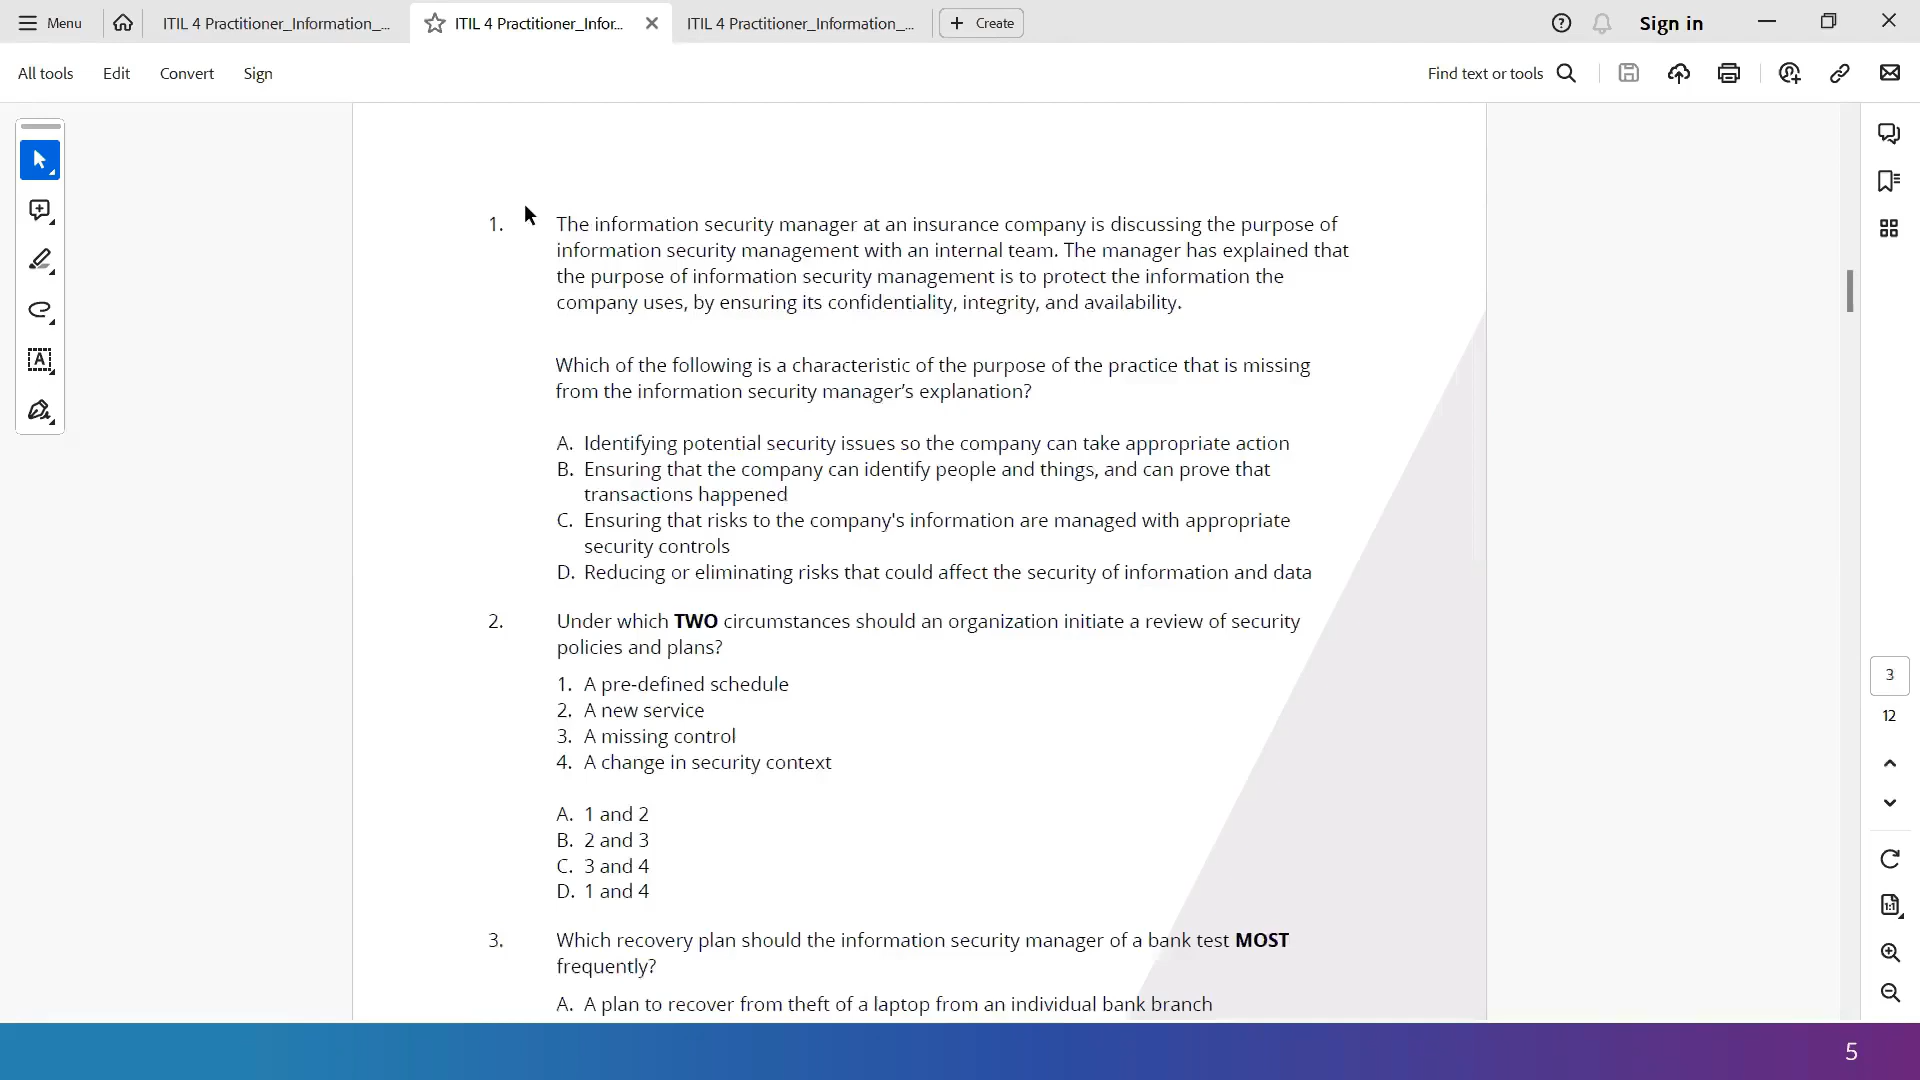 Menu
ITIL 4 Practitioner_Information_...
ITIL 4 Practitioner_Infor...
ITIL 4 Practitioner_Information_...
Create
Sign in
All tools
Edit
Convert
Sign
Find text or tools
1. The information security manager at an insurance company is discussing the purpose of
information security management with an internal team. The manager has explained that
the purpose of information security management is to protect the information the
company uses, by ensuring its confidentiality, integrity, and availability.
Which of the following is a characteristic of the purpose of the practice that is missing
from the information security manager’s explanation?
A. Identifying potential security issues so the company can take appropriate action
B. Ensuring that the company can identify people and things, and can prove that
transactions happened
C. Ensuring that risks to the company's information are managed with appropriate
security controls
D. Reducing or eliminating risks that could affect the security of information and data
2. Under which TWO circumstances should an organization initiate a review of security
policies and plans?
1. A pre-defined schedule
2. A new service
3. A missing control
4. A change in security context
A. 1 and 2
B. 2 and 3
C. 3 and 4
D. 1 and 4
3. Which recovery plan should the information security manager of a bank test MOST
frequently?
A. A plan to recover from theft of a laptop from an individual bank branch
3
12
5